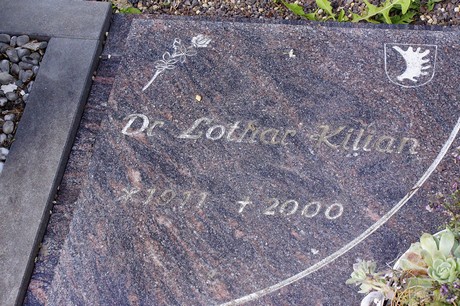 Dr Lothar Kilian
* 1911 † 2000